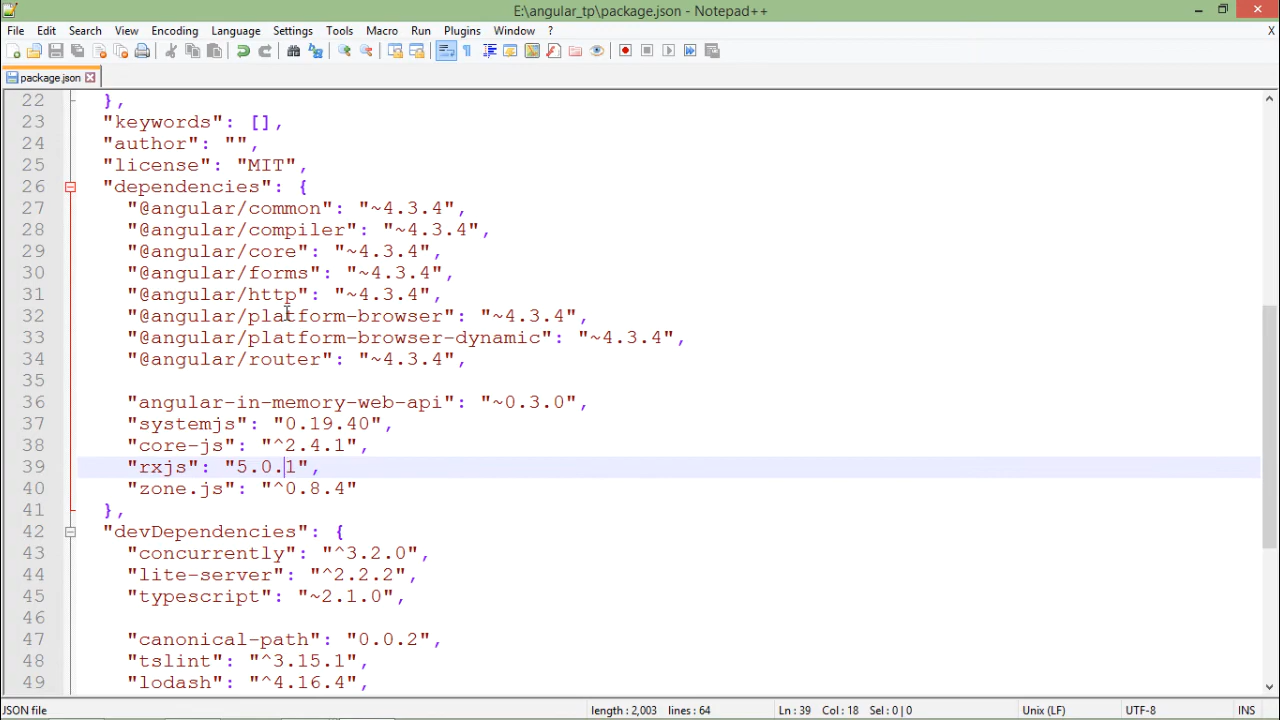 E:\angular_tp\package.json - Notepad++
File Edit Search View Encoding Language Settings Tools Macro Run Plugins Window ? X
package.json
22 },
23 "keywords": [],
24 "author": "",
25 "license": "MIT",
26 "dependencies": {
27 "@angular/common": "~4.3.4",
28 "@angular/compiler": "~4.3.4",
29 "@angular/core": "~4.3.4",
30 "@angular/forms": "~4.3.4",
31 "@angular/http": "~4.3.4",
32 "@angular/platform-browser": "~4.3.4",
33 "@angular/platform-browser-dynamic": "~4.3.4",
34 "@angular/router": "~4.3.4",
35
36 "angular-in-memory-web-api": "~0.3.0",
37 "systemjs": "0.19.40",
38 "core-js": "^2.4.1",
39 "rxjs": "5.0.1",
40 "zone.js": "^0.8.4"
41 },
42 "devDependencies": {
43 "concurrently": "^3.2.0",
44 "lite-server": "^2.2.2",
45 "typescript": "~2.1.0",
46
47 "canonical-path": "0.0.2",
48 "tslint": "^3.15.1",
49 "lodash": "^4.16.4",
JSON file length : 2,003 lines : 64 Ln : 39 Col : 18 Sel : 0 | 0 Unix (LF) UTF-8 INS